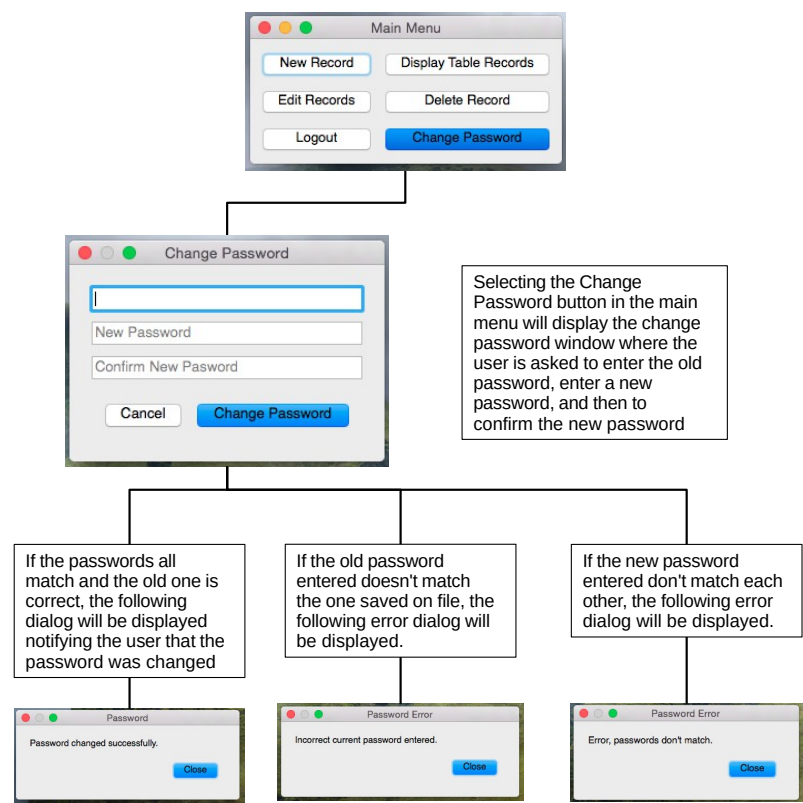 Main Menu
New Record
Display Table Records
Edit Records
Delete Record
Logout
Change Password
Change Password
New Password
Confirm New Pasword
Cancel
Change Password
Selecting the Change
Password button in the main
menu will display the change
password window where the
user is asked to enter the old
password, enter a new
password, and then to
confirm the new password
If the passwords all
match and the old one is
correct, the following
dialog will be displayed
notifying the user that the
password was changed
If the old password
entered doesn't match
the one saved on file, the
following error dialog will
be displayed.
If the new password
entered don't match each
other, the following error
dialog will be displayed.
Password
Password changed successfully.
Close
Password Error
Incorrect current password entered.
Close
Password Error
Error, passwords don't match.
Close